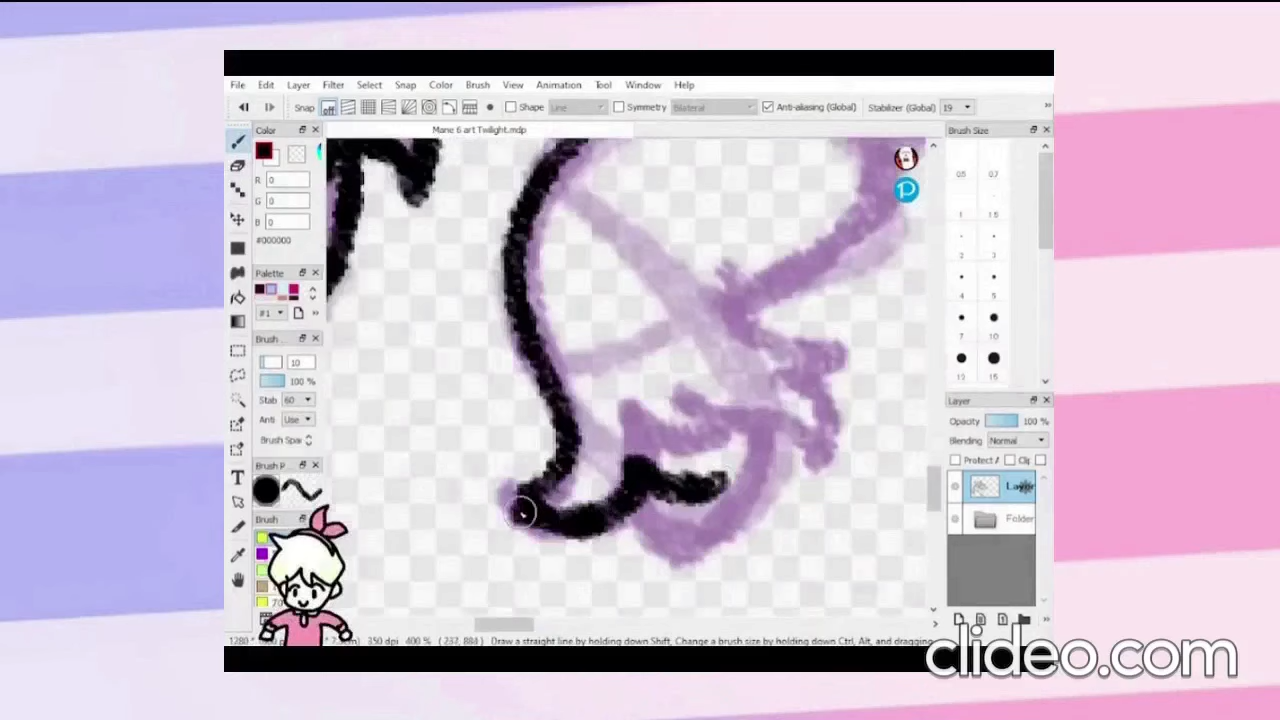 File Edit Layer Filter Select Snap Color Brush View Animation Tool Window Help
Snap off Shape Line Symmetry Bilateral Anti-aliasing (Global) Stabilizer (Global) 19
Color
Mane 6 art Twilight.mdp
Brush Size
R 0
G 0
B 0
#000000
0.5 0.7
1 1.5
2 3
4 5
7 10
13 15
Palette
#1
Brush ...
10
100 %
Stab 60
Anti Use
Brush Spac
Brush P
Brush
Layer
Opacity 100 %
Blending Normal
Protect A Clip
Layer
Folder
1280 350 dpi 400 % ( 237, 884 ) Draw a straight line by holding down Shift, Change a brush size by holding down Ctrl, Alt, and dragging
clideo.com